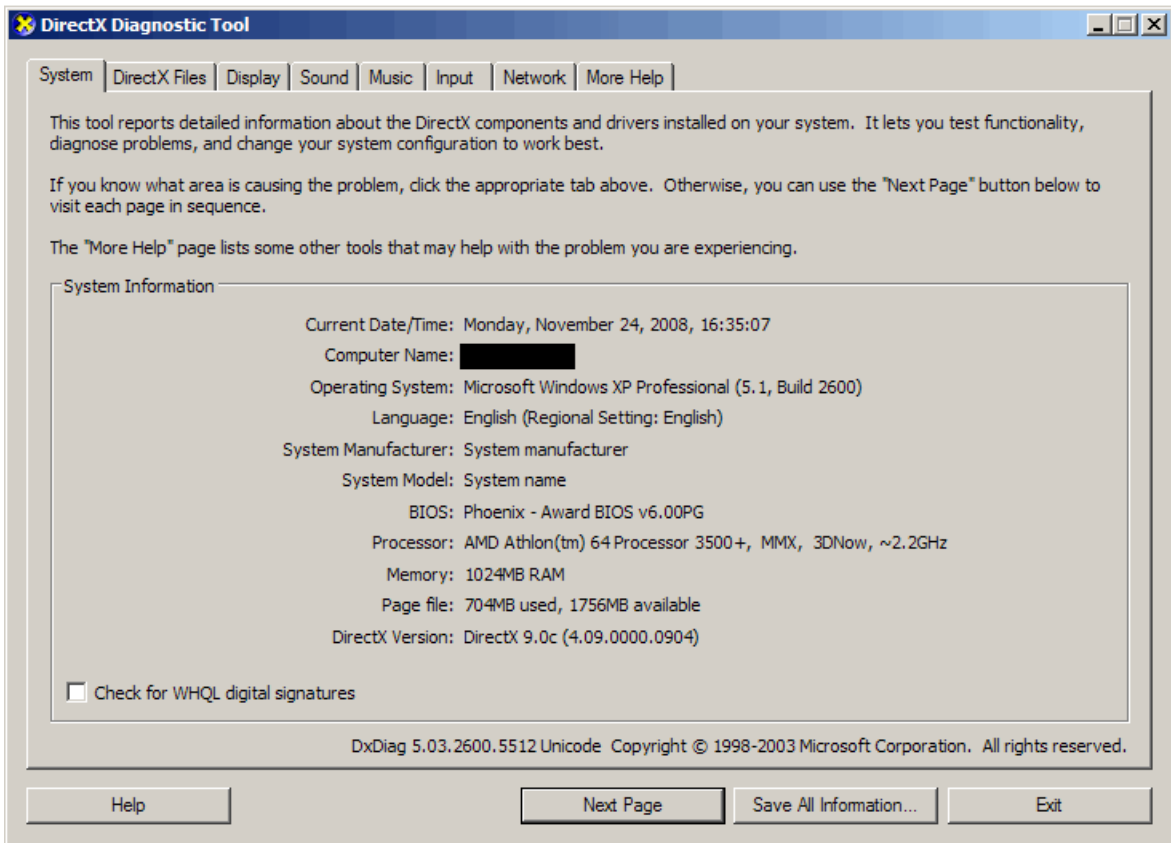 DirectX Diagnostic Tool
System DirectX Files Display Sound Music Input Network More Help
This tool reports detailed information about the DirectX components and drivers installed on your system. It lets you test functionality,
diagnose problems, and change your system configuration to work best.
If you know what area is causing the problem, click the appropriate tab above. Otherwise, you can use the "Next Page" button below to
visit each page in sequence.
The "More Help" page lists some other tools that may help with the problem you are experiencing.
System Information
Current Date/Time: Monday, November 24, 2008, 16:35:07
Computer Name:
Operating System: Microsoft Windows XP Professional (5.1, Build 2600)
Language: English (Regional Setting: English)
System Manufacturer: System manufacturer
System Model: System name
BIOS: Phoenix - Award BIOS v6.00PG
Processor: AMD Athlon(tm) 64 Processor 3500+, MMX, 3DNow, ~2.2GHz
Memory: 1024MB RAM
Page file: 704MB used, 1756MB available
DirectX Version: DirectX 9.0c (4.09.0000.0904)
Check for WHQL digital signatures
DxDiag 5.03.2600.5512 Unicode Copyright © 1998-2003 Microsoft Corporation. All rights reserved.
Help Next Page Save All Information... Exit